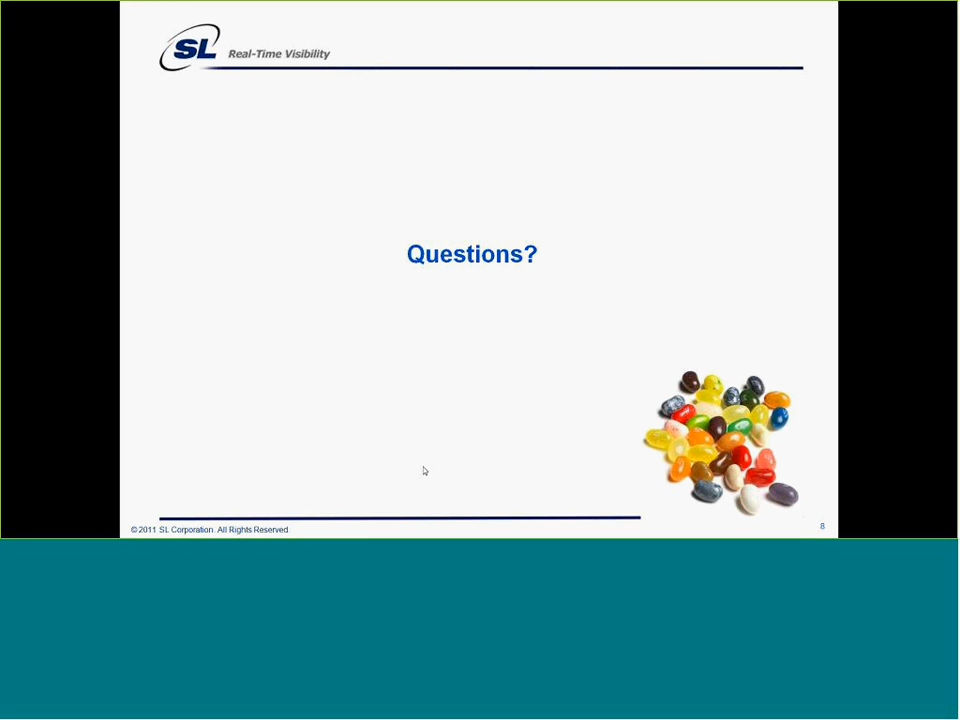 SL Real-Time Visibility
Questions?
© 2011 SL Corporation. All Rights Reserved.
8